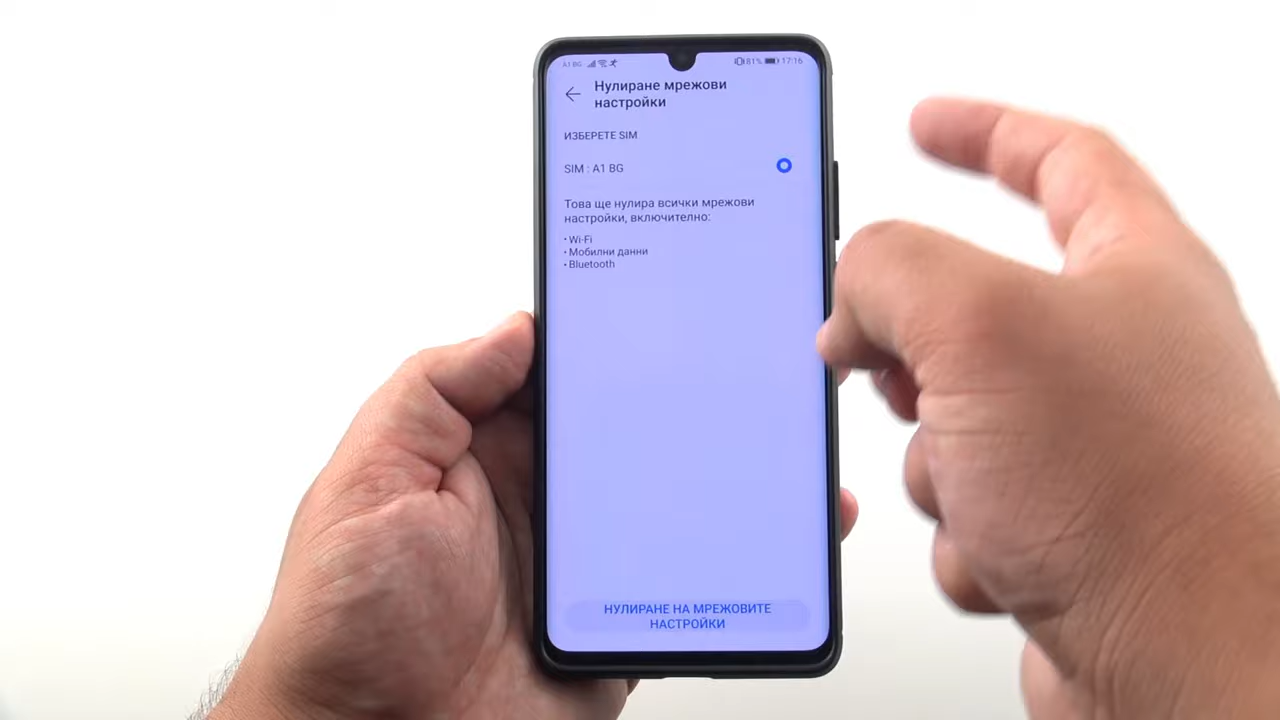 A1 BG 81% 17:16
Нулиране мрежови
настройки
ИЗБЕРЕТЕ SIM
SIM : A1 BG
Това ще нулира всички мрежови
настройки, включително:
• Wi-Fi
• Мобилни данни
• Bluetooth
НУЛИРАНЕ НА МРЕЖОВИТЕ
НАСТРОЙКИ